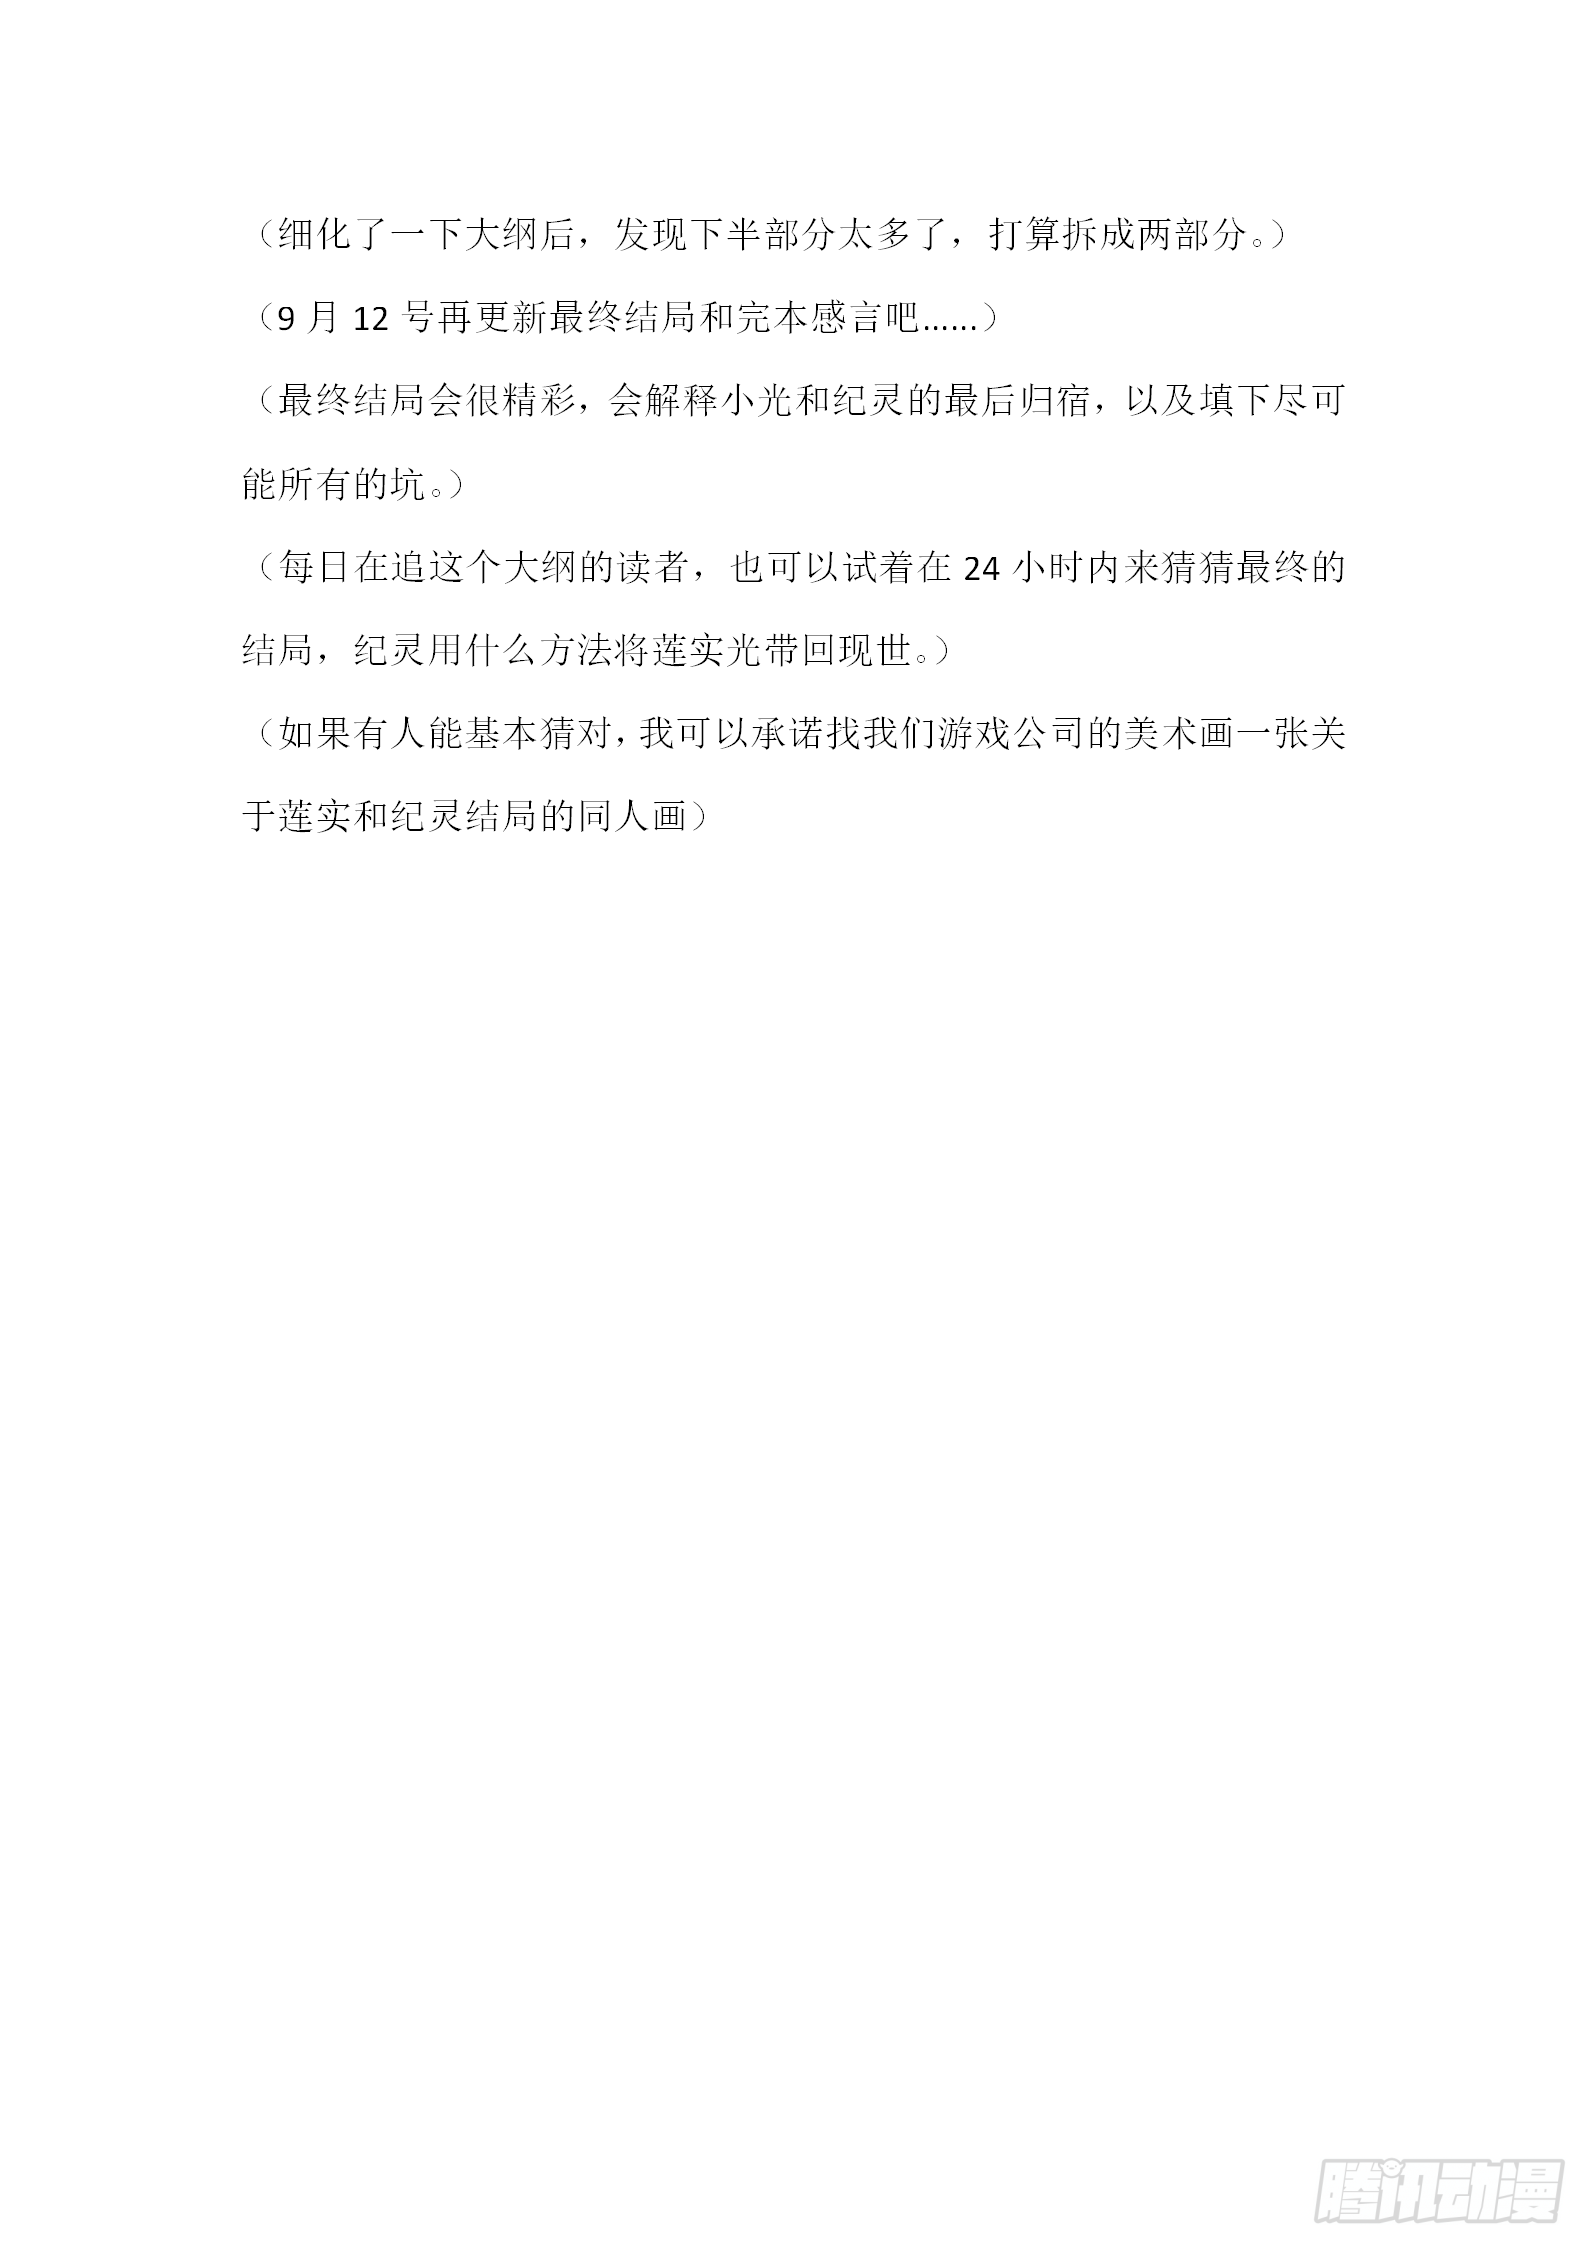 （细化了一下大纲后，发现下半部分太多了，打算拆成两部分。）
（9 月 12 号再更新最终结局和完本感言吧......）
（最终结局会很精彩，会解释小光和纪灵的最后归宿，以及填下尽可
能所有的坑。）
（每日在追这个大纲的读者，也可以试着在 24 小时内来猜猜最终的
结局，纪灵用什么方法将莲实光带回现世。）
（如果有人能基本猜对，我可以承诺找我们游戏公司的美术画一张关
于莲实和纪灵结局的同人画）
腾讯动漫